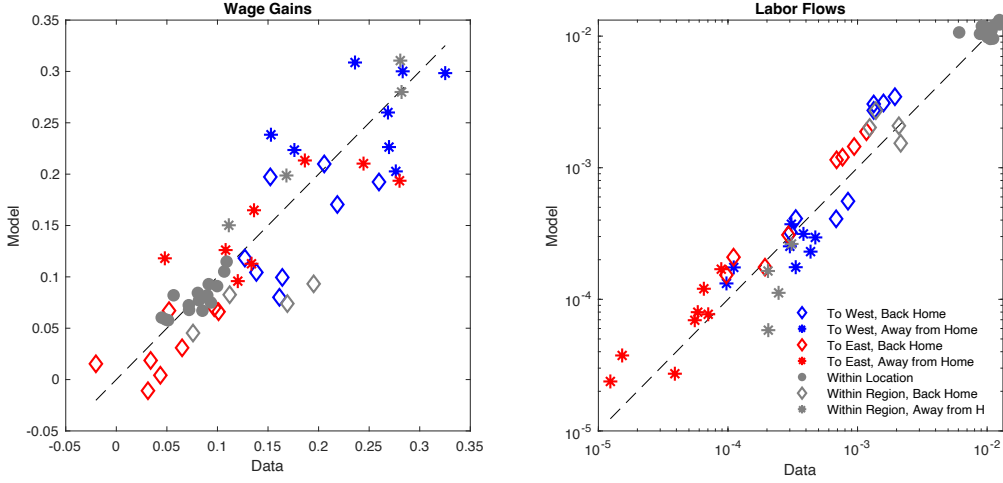 Wage Gains
0.35
0.3
0.25
0.2
0.15
0.1
0.05
0
-0.05
Model
-0.05
0
0.05
0.1
0.15
0.2
0.25
0.3
0.35
Data
Labor Flows
10-2
10-3
10-4
10-5
Model
To West, Back Home
To West, Away from Home
To East, Back Home
To East, Away from Home
Within Location
Within Region, Back Home
Within Region, Away from H
10-5
10-4
10-3
10-2
Data